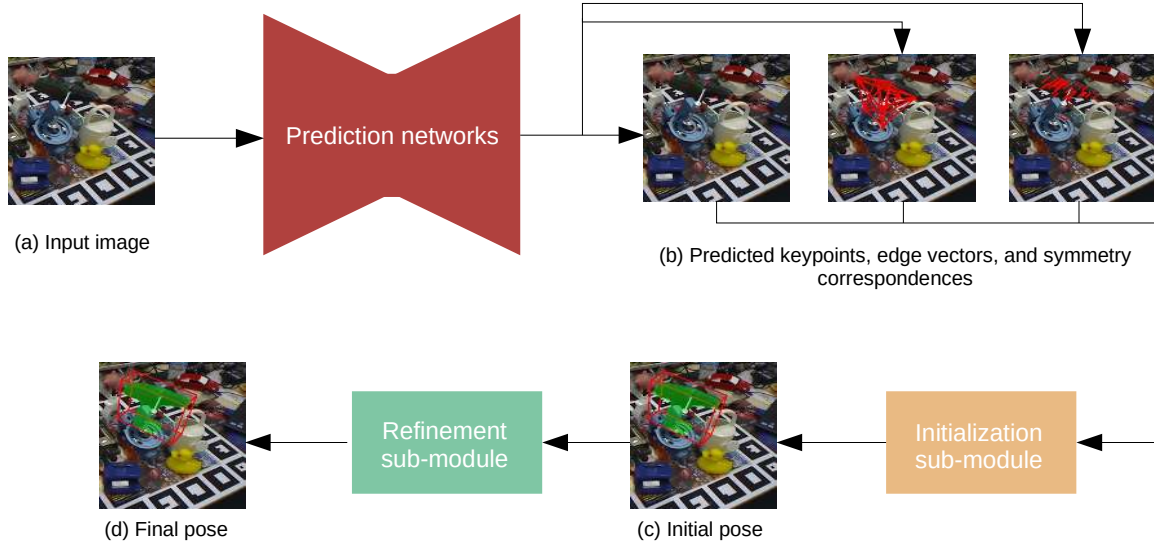 Prediction networks
(a) Input image
(b) Predicted keypoints, edge vectors, and symmetry
correspondences
Refinement
sub-module
Initialization
sub-module
(d) Final pose
(c) Initial pose